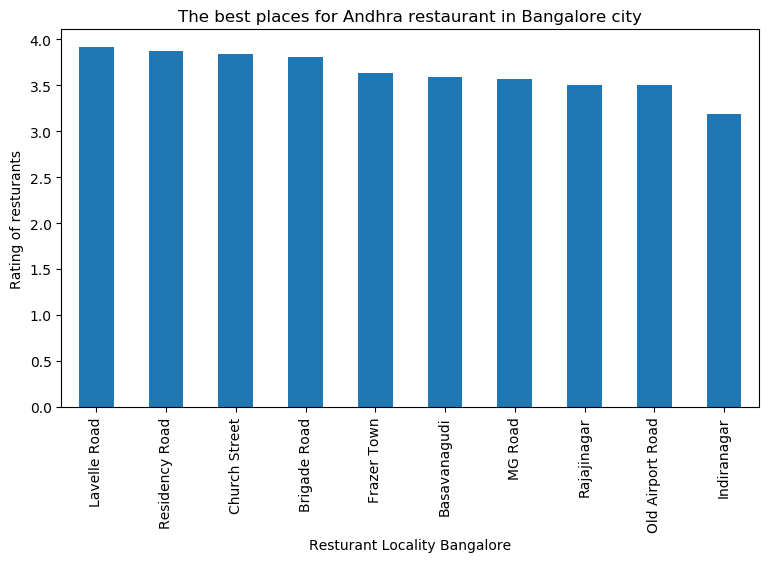 The best places for Andhra restaurant in Bangalore city
Rating of resturants
4.0
3.5
3.0
2.5
2.0
1.5
1.0
0.5
0.0
Lavelle Road
Residency Road
Church Street
Brigade Road
Frazer Town
Basavanagudi
MG Road
Rajajinagar
Old Airport Road
Indiranagar
Resturant Locality Bangalore